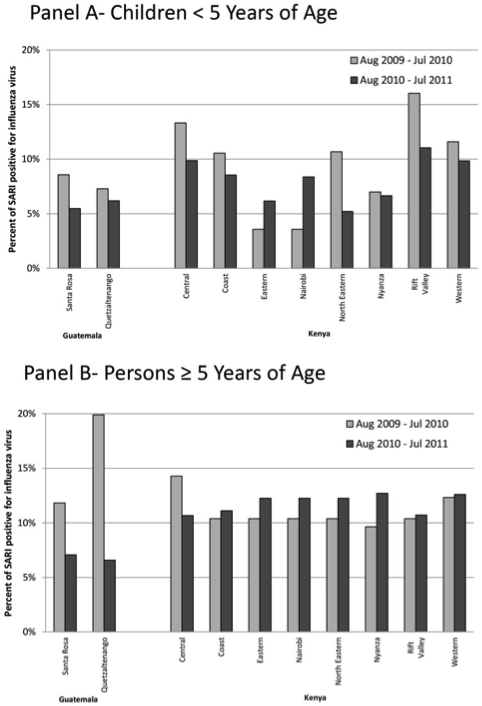 Panel A- Children < 5 Years of Age
Percent of SARI positive for influenza virus
20%
15%
10%
5%
0%
Aug 2009 - Jul 2010
Aug 2010 - Jul 2011
Santa Rosa
Quetzaltenango
Central
Coast
Eastern
Nairobi
North Eastern
Nyanza
Rift
Valley
Western
Guatemala
Kenya
Panel B- Persons ≥ 5 Years of Age
Percent of SARI positive for influenza virus
20%
15%
10%
5%
0%
Aug 2009 - Jul 2010
Aug 2010 - Jul 2011
Santa Rosa
Quetzaltenango
Central
Coast
Eastern
Nairobi
North Eastern
Nyanza
Rift
Valley
Western
Guatemala
Kenya